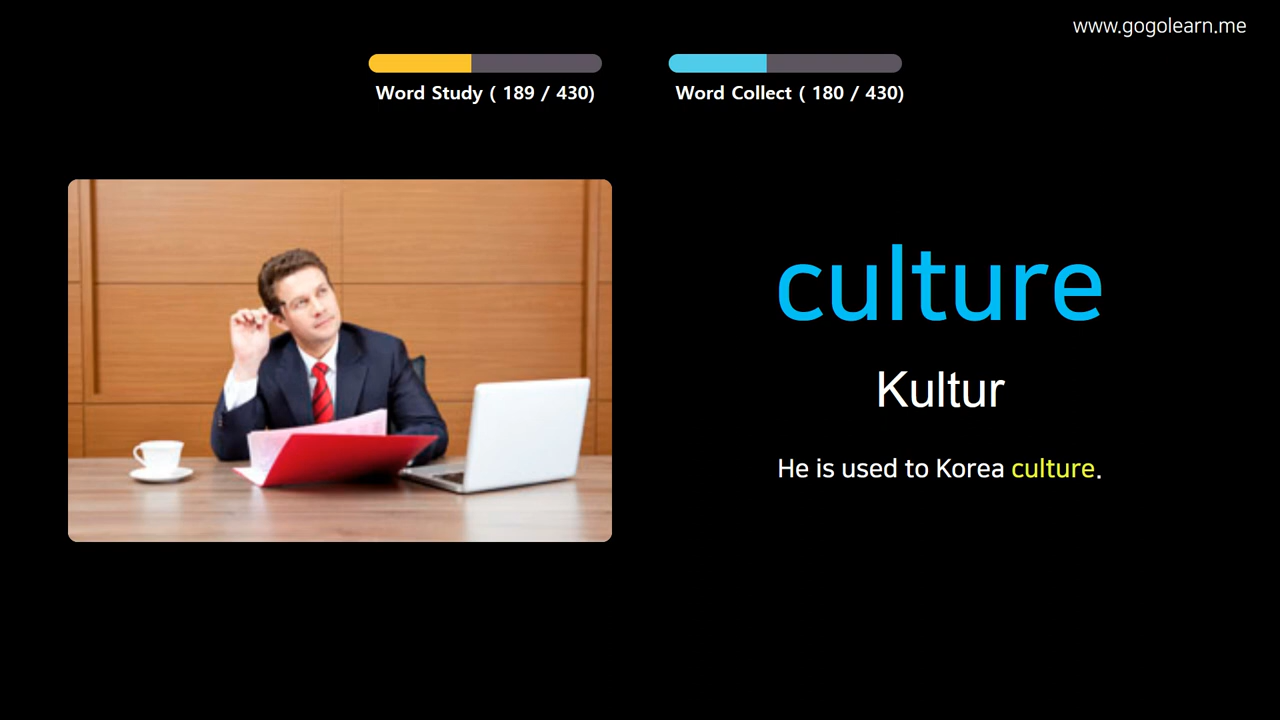 www.gogolearn.me
Word Study ( 189 / 430)
Word Collect ( 180 / 430)
culture
Kultur
He is used to Korea culture.